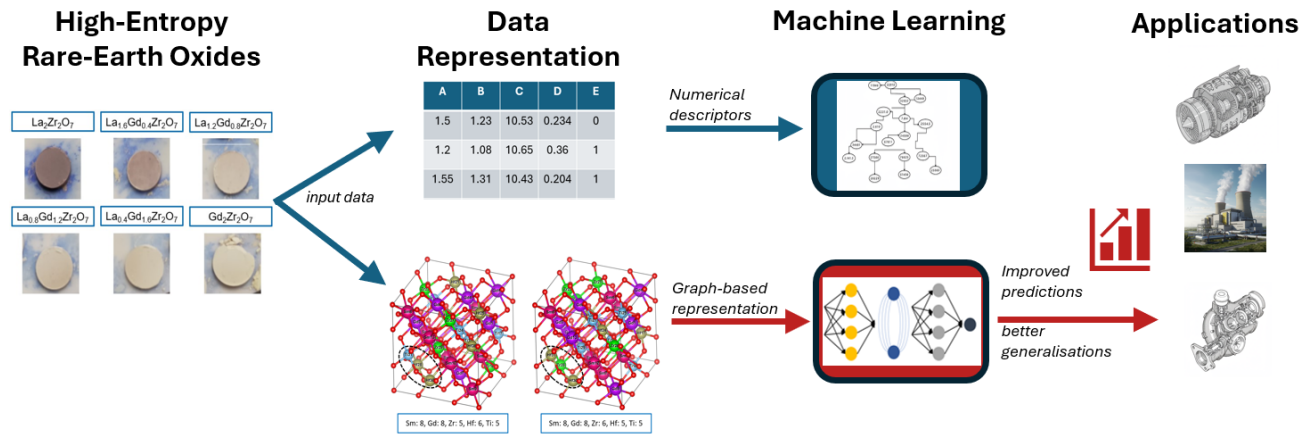 High-Entropy
Rare-Earth Oxides
La₂Zr₂O₇
La₁.₆Gd₀.₄Zr₂O₇
La₁.₂Gd₀.₈Zr₂O₇
La₀.₈Gd₁.₂Zr₂O₇
La₀.₄Gd₁.₆Zr₂O₇
Gd₂Zr₂O₇
input data
Data
Representation
A B C D E
1.5 1.23 10.53 0.234 0
1.2 1.08 10.65 0.36 1
1.55 1.31 10.43 0.204 1
Sm: 8, Gd: 8, Zr: 5, Hf: 6, Ti: 5
Sm: 8, Gd: 8, Zr: 6, Hf: 5, Ti: 5
Numerical
descriptors
Graph-based
representation
Machine Learning
Improved
predictions
better
generalisations
Applications